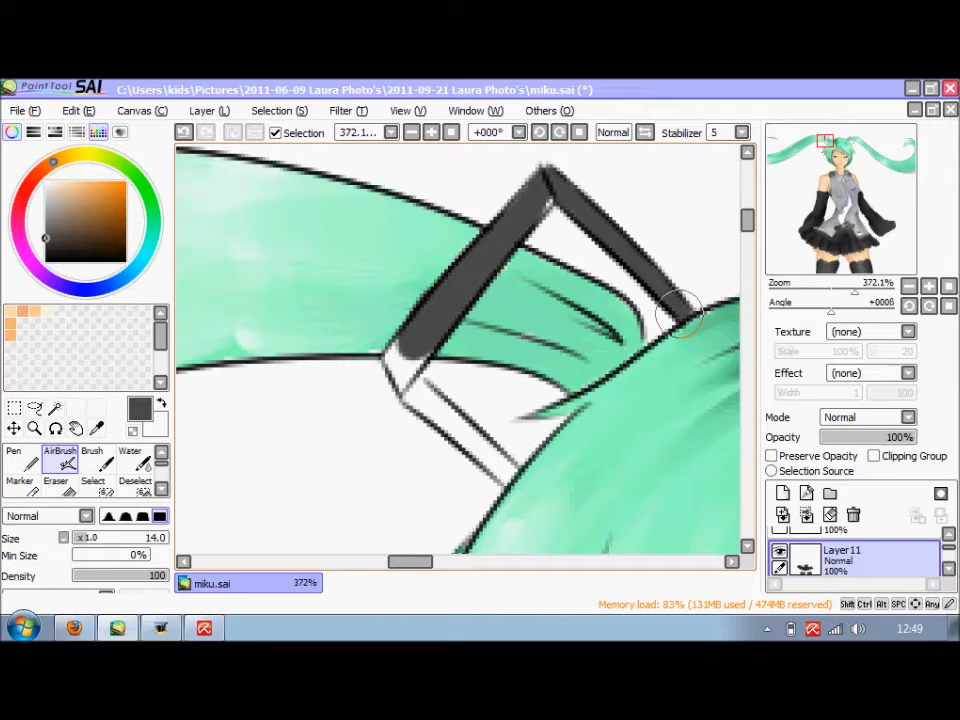 PaintTool SAI C:\Users\kids\Pictures\2011-06-09 Laura Photo's\2011-09-21 Laura Photo's\miku.sai (*)
File (F) Edit (E) Canvas (C) Layer (L) Selection (S) Filter (T) View (V) Window (W) Others (O)
Selection 372.1... +000° Normal Stabilizer 5
Zoom 372.1%
Angle +000ß
Texture (none)
Scale 100% 20
Effect (none)
Width 1 100
Mode Normal
Opacity 100%
Preserve Opacity Clipping Group
Selection Source
100%
Layer11
Normal
100%
Pen AirBrush Brush Water
Marker Eraser Select Deselect
Normal
Size x1.0 14.0
Min Size 0%
Density 100
miku.sai 372%
Memory load: 83% (131MB used / 474MB reserved) Shift Ctrl Alt SPC Any
12:49